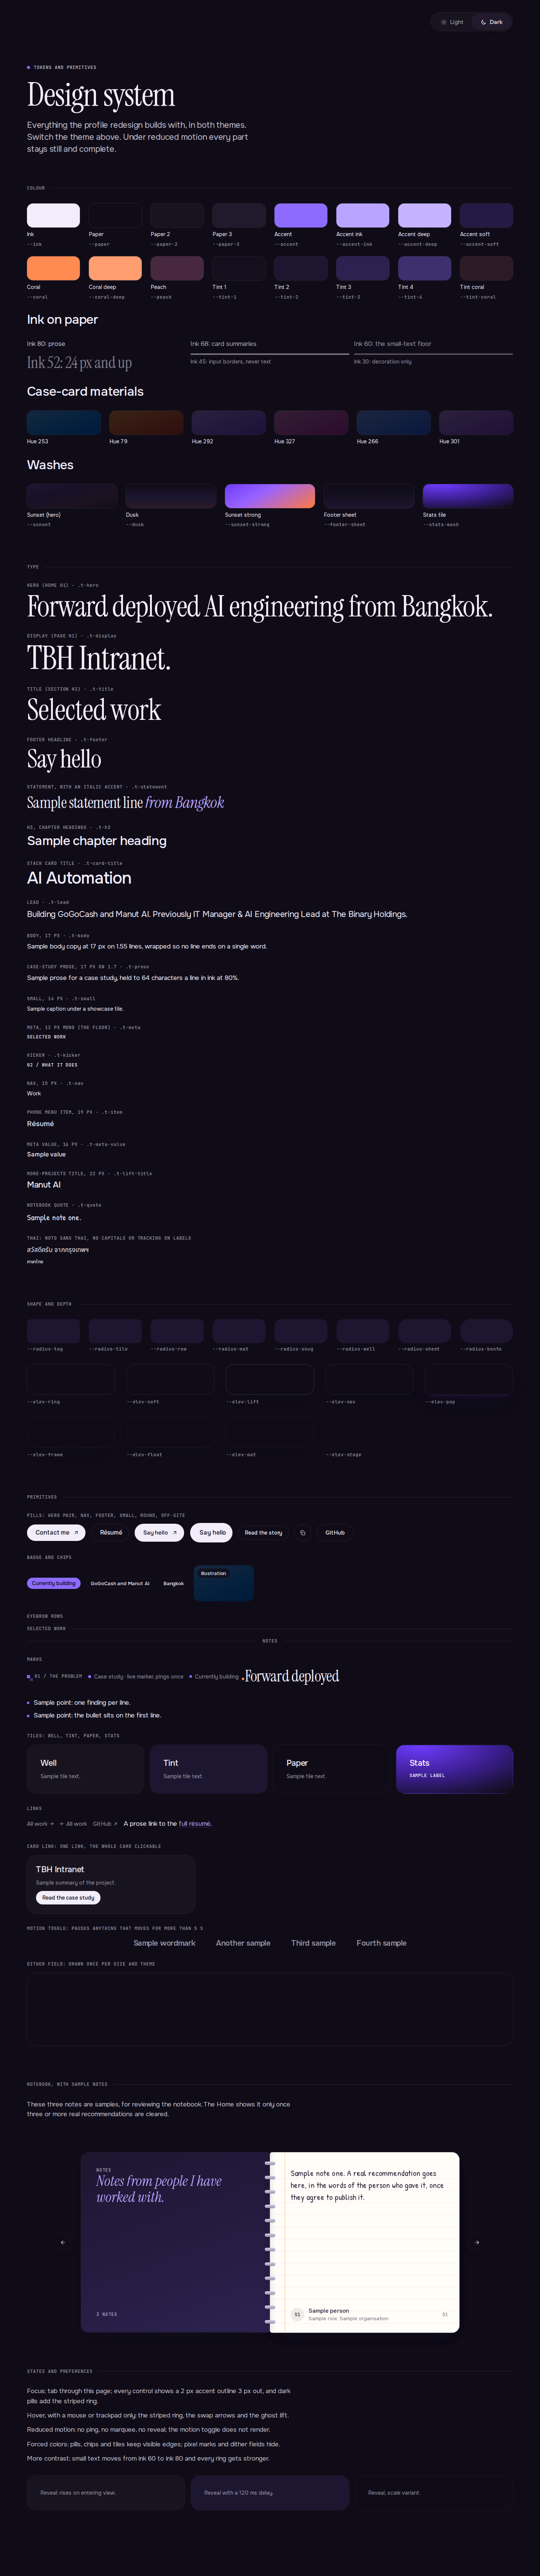 Light
Dark
TOKENS AND PRIMITIVES
Design system
Everything the profile redesign builds with, in both themes.
Switch the theme above. Under reduced motion every part
stays still and complete.
COLOUR
Ink
Paper
Paper 2
Paper 3
Accent
Accent ink
Accent deep
Accent soft
--ink
--paper
--paper-2
--paper-3
--accent
--accent-ink
--accent-deep
--accent-soft
Coral
Coral deep
Peach
Tint 1
Tint 2
Tint 3
Tint 4
Tint coral
--coral
--coral-deep
--peach
--tint-1
--tint-2
--tint-3
--tint-4
--tint-coral
Ink on paper
Ink 80: prose
Ink 68: card summaries
Ink 60: the small-text floor
Ink 52: 24 px and up
Ink 45: input borders, never text
Ink 30: decoration only
Case-card materials
Hue 253
Hue 79
Hue 292
Hue 327
Hue 266
Hue 301
Washes
Sunset (hero)
Dusk
Sunset strong
Footer sheet
Stats tile
--sunset
--dusk
--sunset-strong
--footer-sheet
--stats-wash
TYPE
HERO (HOME H1) · .t-hero
Forward deployed AI engineering from Bangkok.
DISPLAY (PAGE H1) · .t-display
TBH Intranet.
TITLE (SECTION H2) · .t-title
Selected work
FOOTER HEADLINE · .t-footer
Say hello
STATEMENT, WITH AN ITALIC ACCENT · .t-statement
Sample statement line from Bangkok
H3, CHAPTER HEADINGS · .t-h3
Sample chapter heading
STACK CARD TITLE · .t-card-title
AI Automation
LEAD · .t-lead
Building GoGoCash and Manut AI. Previously IT Manager & AI Engineering Lead at The Binary Holdings.
BODY, 17 PX · .t-body
Sample body copy at 17 px on 1.55 lines, wrapped so no line ends on a single word.
CASE-STUDY PROSE, 17 PX ON 1.7 · .t-prose
Sample prose for a case study, held to 64 characters a line in ink at 80%.
SMALL, 14 PX · .t-small
Sample caption under a showcase tile.
META, 12 PX MONO (THE FLOOR) · .t-meta
SELECTED WORK
KICKER · .t-kicker
02 / WHAT IT DOES
NAV, 15 PX · .t-nav
Work
PHONE MENU ITEM, 19 PX · .t-item
Résumé
META VALUE, 16 PX · .t-meta-value
Sample value
MORE-PROJECTS TITLE, 22 PX · .t-lift-title
Manut AI
NOTEBOOK QUOTE · .t-quote
Sample note one.
THAI: NOTO SANS THAI, NO CAPITALS OR TRACKING ON LABELS
สวัสดีครับ จากกรุงเทพฯ
ภาษาไทย
SHAPE AND DEPTH
--radius-tag
--radius-tile
--radius-row
--radius-mat
--radius-snug
--radius-well
--radius-sheet
--radius-bento
--elev-ring
--elev-soft
--elev-lift
--elev-nav
--elev-pop
--elev-frame
--elev-float
--elev-mat
--elev-stage
PRIMITIVES
PILLS: HERO PAIR, NAV, FOOTER, SMALL, ROUND, OFF-SITE
Contact me ↗
Résumé
Say hello ↗
Say hello
Read the story
GitHub
BADGE AND CHIPS
Currently building
GoGoCash and Manut AI
Bangkok
Illustration
EYEBROW ROWS
SELECTED WORK
NOTES
MARKS
01 / THE PROBLEM
Case study · live marker, pings once
Currently building
Forward deployed
Sample point: one finding per line.
Sample point: the bullet sits on the first line.
TILES: WELL, TINT, PAPER, STATS
Well
Tint
Paper
Stats
Sample tile text.
Sample tile text.
Sample tile text.
SAMPLE LABEL
LINKS
All work →
← All work
GitHub ↗
A prose link to the full résumé.
CARD LINK: ONE LINK, THE WHOLE CARD CLICKABLE
TBH Intranet
Sample summary of the project.
Read the case study
MOTION TOGGLE: PAUSES ANYTHING THAT MOVES FOR MORE THAN 5 S
Sample wordmark
Another sample
Third sample
Fourth sample
DITHER FIELD: DRAWN ONCE PER SIZE AND THEME
NOTEBOOK, WITH SAMPLE NOTES
These three notes are samples, for reviewing the notebook. The Home shows it only once
three or more real recommendations are cleared.
NOTES
Notes from people I have
worked with.
3 NOTES
Sample note one. A real recommendation goes
here, in the words of the person who gave it, once
they agree to publish it.
S1
Sample person
Sample role. Sample organisation
01
STATES AND PREFERENCES
Focus: tab through this page; every control shows a 2 px accent outline 3 px out, and dark
pills add the striped ring.
Hover, with a mouse or trackpad only: the striped ring, the swap arrows and the ghost lift.
Reduced motion: no ping, no marquee, no reveal; the motion toggle does not render.
Forced colors: pills, chips and tiles keep visible edges; pixel marks and dither fields hide.
More contrast: small text moves from ink 60 to ink 80 and every ring gets stronger.
Reveal: rises on entering view.
Reveal with a 120 ms delay.
Reveal, scale variant.